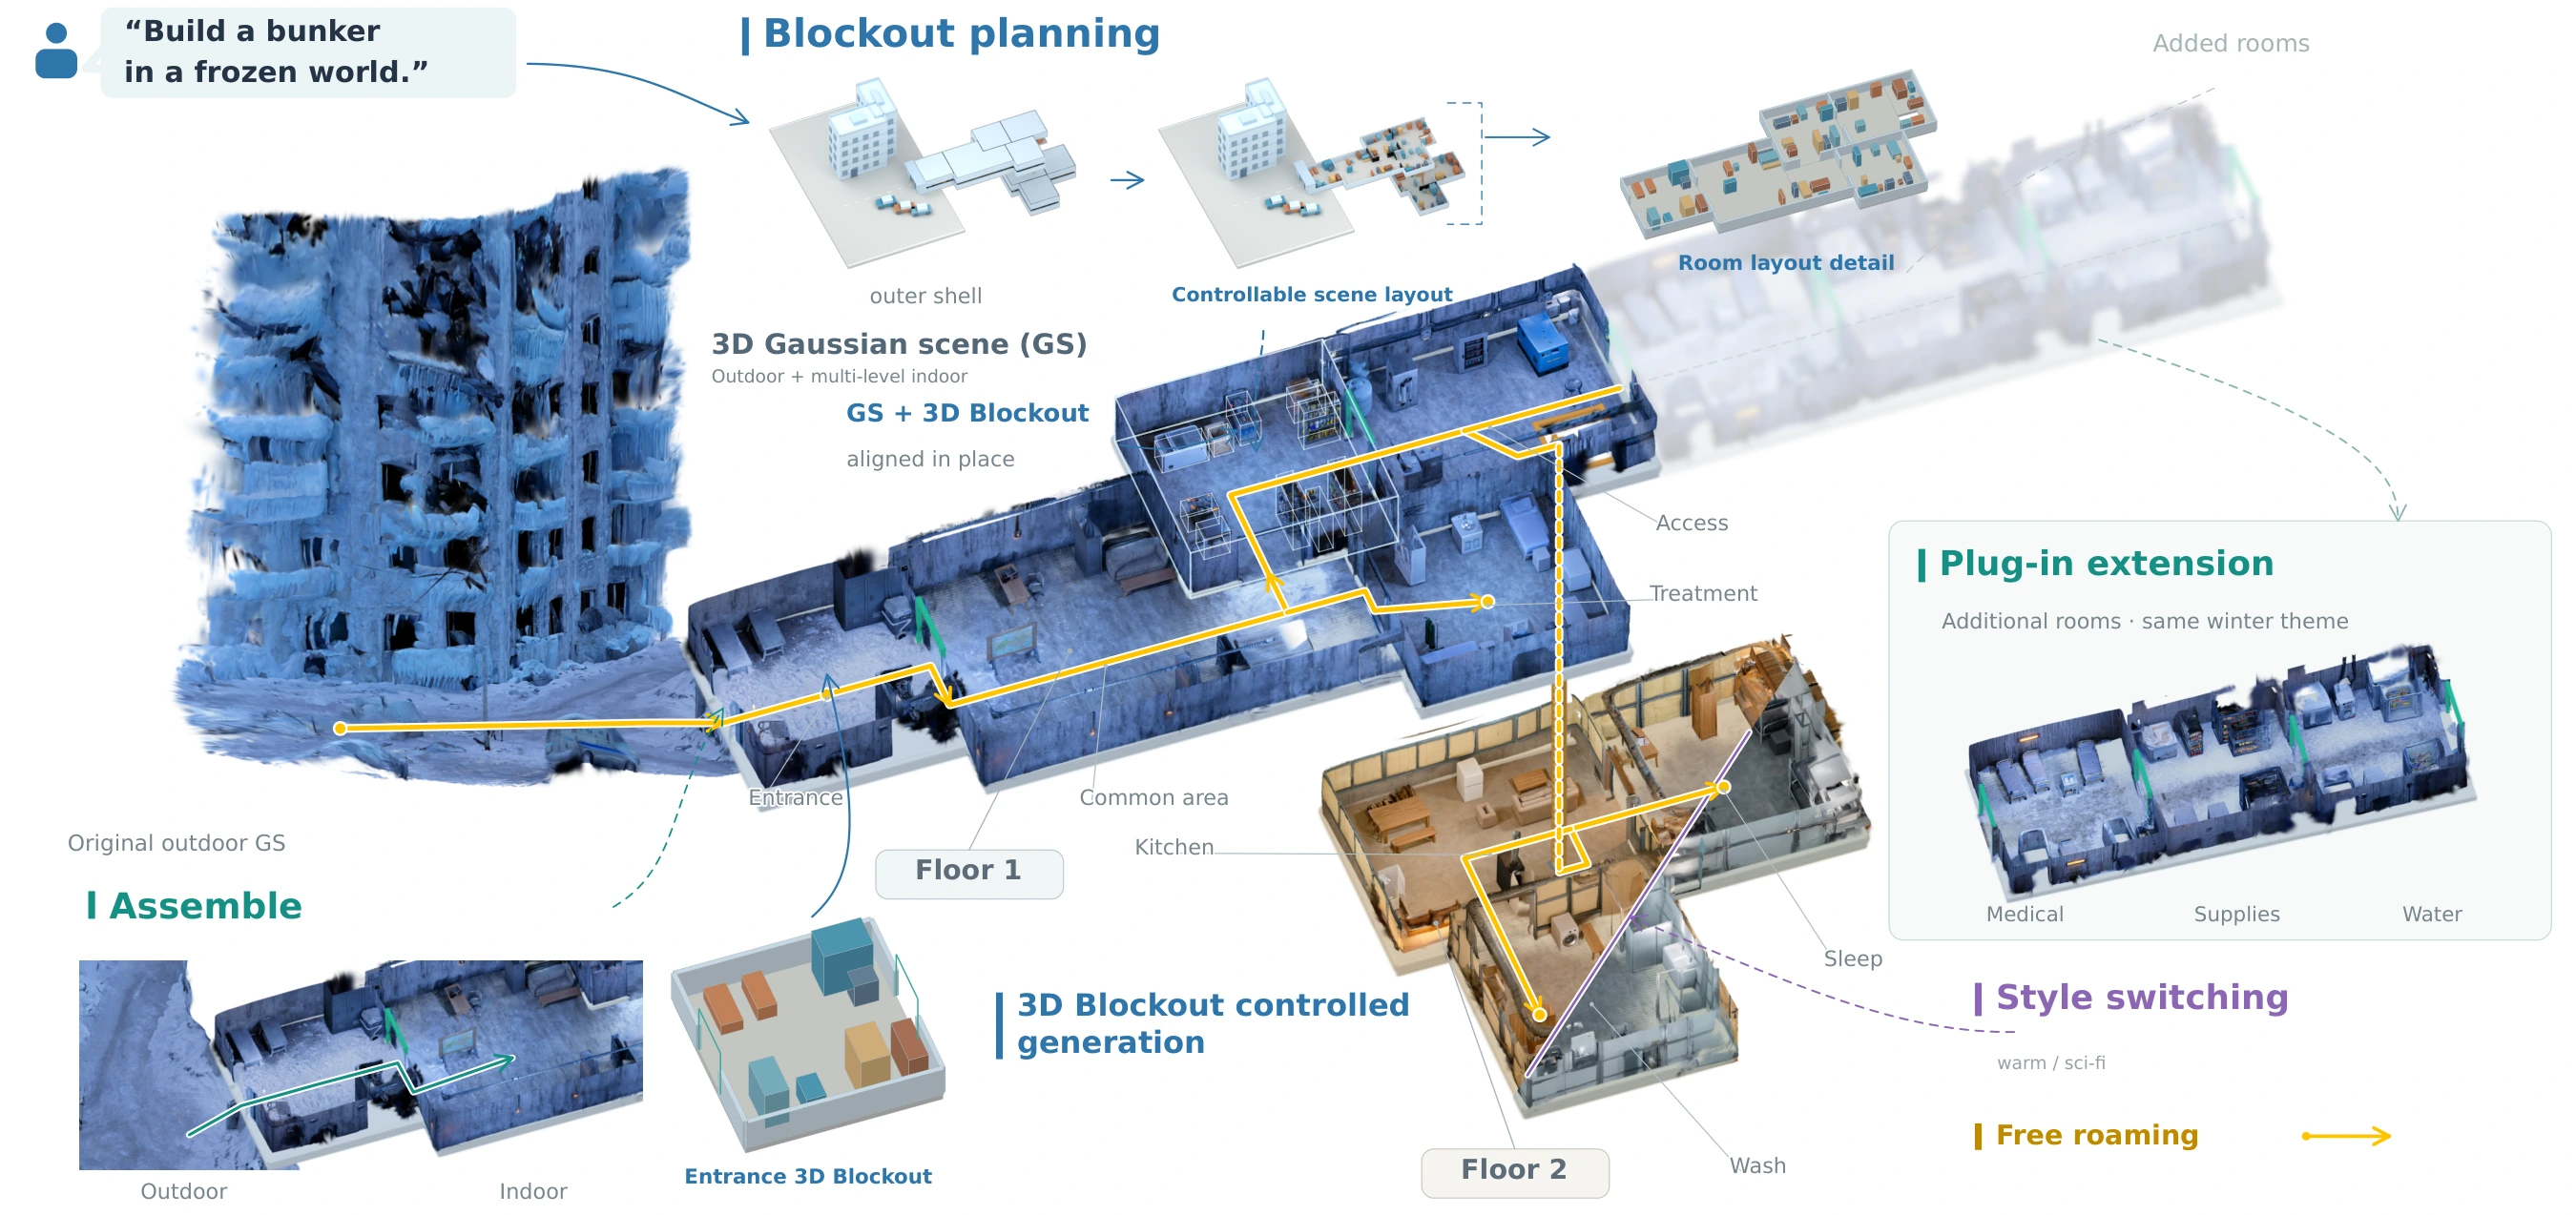 “Build a bunker
in a frozen world.”
Blockout planning
Added rooms
outer shell
Controllable scene layout
Room layout detail
3D Gaussian scene (GS)
Outdoor + multi-level indoor
GS + 3D Blockout
aligned in place
Access
Treatment
Plug-in extension
Additional rooms · same winter theme
Medical
Supplies
Water
Entrance
Common area
Kitchen
Original outdoor GS
Floor 1
Assemble
Outdoor
Indoor
Entrance 3D Blockout
3D Blockout controlled
generation
Sleep
Style switching
warm / sci-fi
Free roaming
Floor 2
Wash